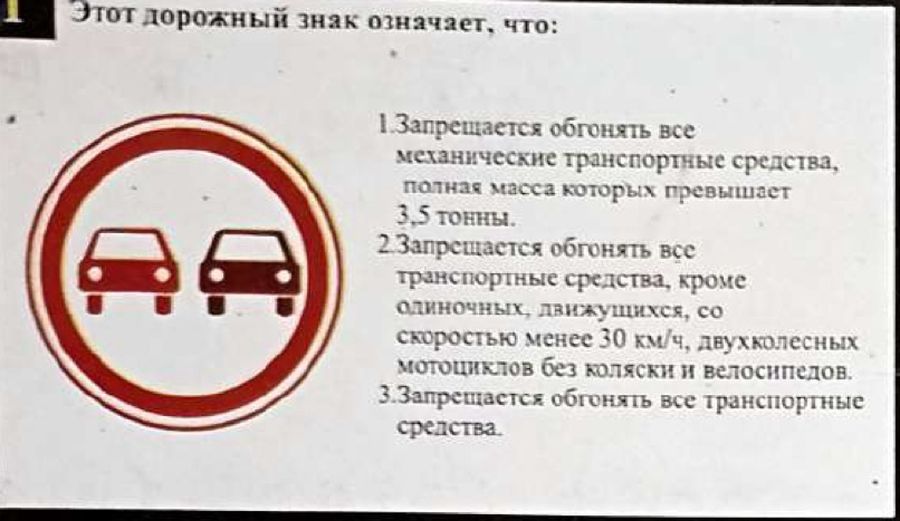 1
Этот дорожный знак означает, что:
1.Запрещается обгонять все
механические транспортные средства,
полная масса которых превышает
3,5 тонны.
2.Запрещается обгонять все
транспортные средства, кроме
одиночных, движущихся, со
скоростью менее 30 км/ч, двухколесных
мотоциклов без коляски и велосипедов.
3.Запрещается обгонять все транспортные
средства.